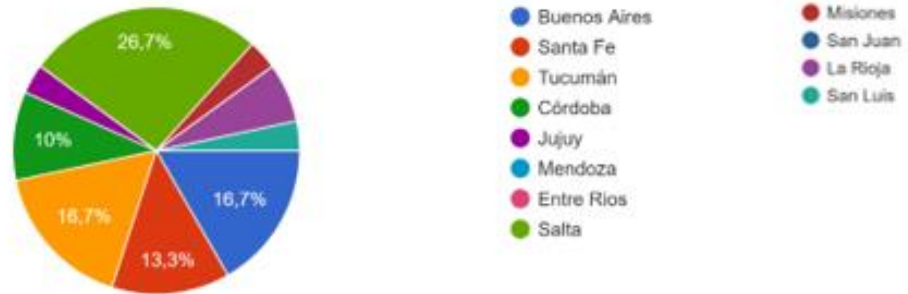 26,7%
10%
16,7%
13,3%
16,7%
Buenos Aires
Santa Fe
Tucumán
Córdoba
Jujuy
Mendoza
Entre Rios
Salta
Misiones
San Juan
La Rioja
San Luis